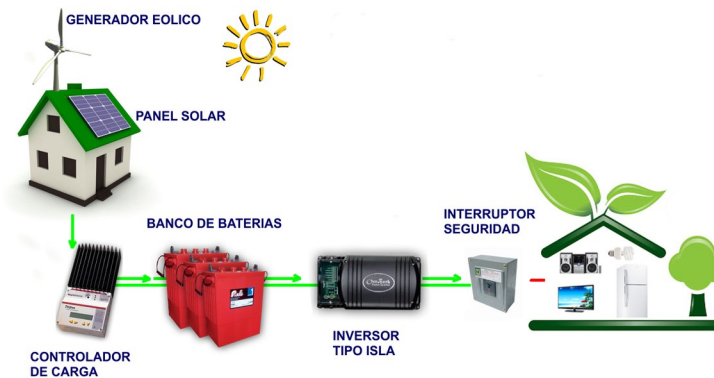 GENERADOR EOLICO
PANEL SOLAR
BANCO DE BATERIAS
INTERRUPTOR
SEGURIDAD
CONTROLADOR
DE CARGA
INVERSOR
TIPO ISLA